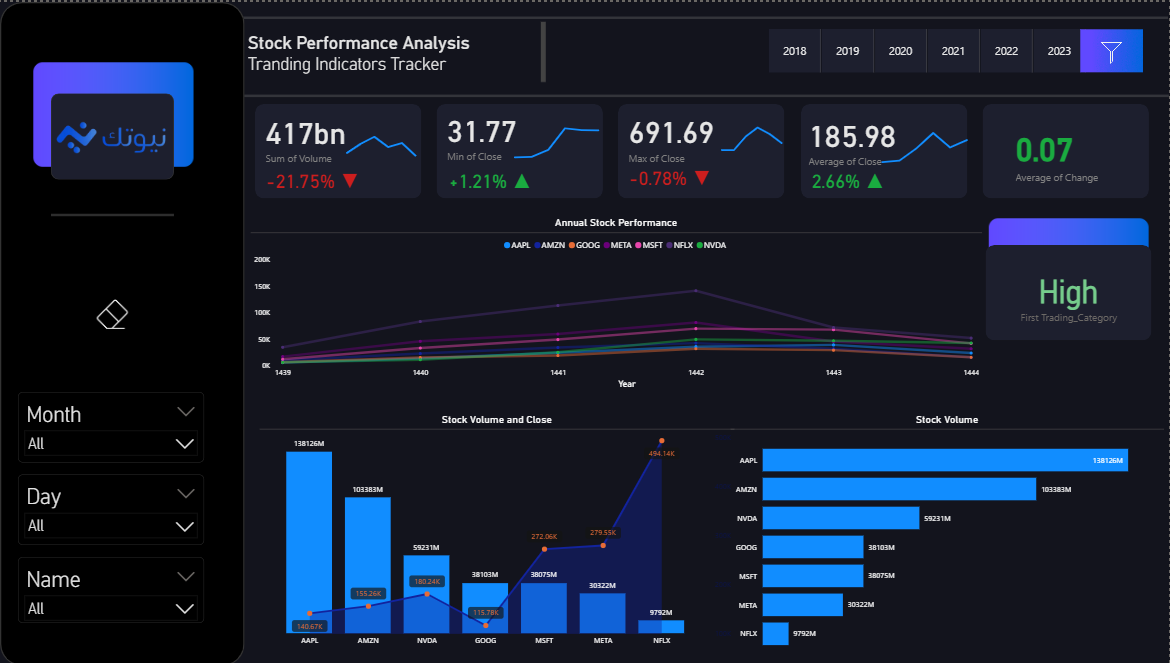 نيوتك
Month
All
Day
All
Name
All
Stock Performance Analysis
Tranding Indicators Tracker
2018
2019
2020
2021
2022
2023
417bn
Sum of Volume
-21.75%
31.77
Min of Close
+1.21%
691.69
Max of Close
-0.78%
185.98
Average of Close
2.66%
0.07
Average of Change
Annual Stock Performance
AAPL AMZN GOOG META MSFT NFLX NVDA
200K
150K
100K
50K
0K
1439 1440 1441 1442 1443 1444
Year
High
First Trading_Category
Stock Volume and Close
138126M
103383M
59231M
38103M
38075M
30322M
9792M
140.67K
155.26K
180.24K
115.78K
272.06K
279.55K
494.14K
AAPL AMZN NVDA GOOG MSFT META NFLX
Stock Volume
AAPL 138126M
AMZN 103383M
NVDA 59231M
GOOG 38103M
MSFT 38075M
META 30322M
NFLX 9792M